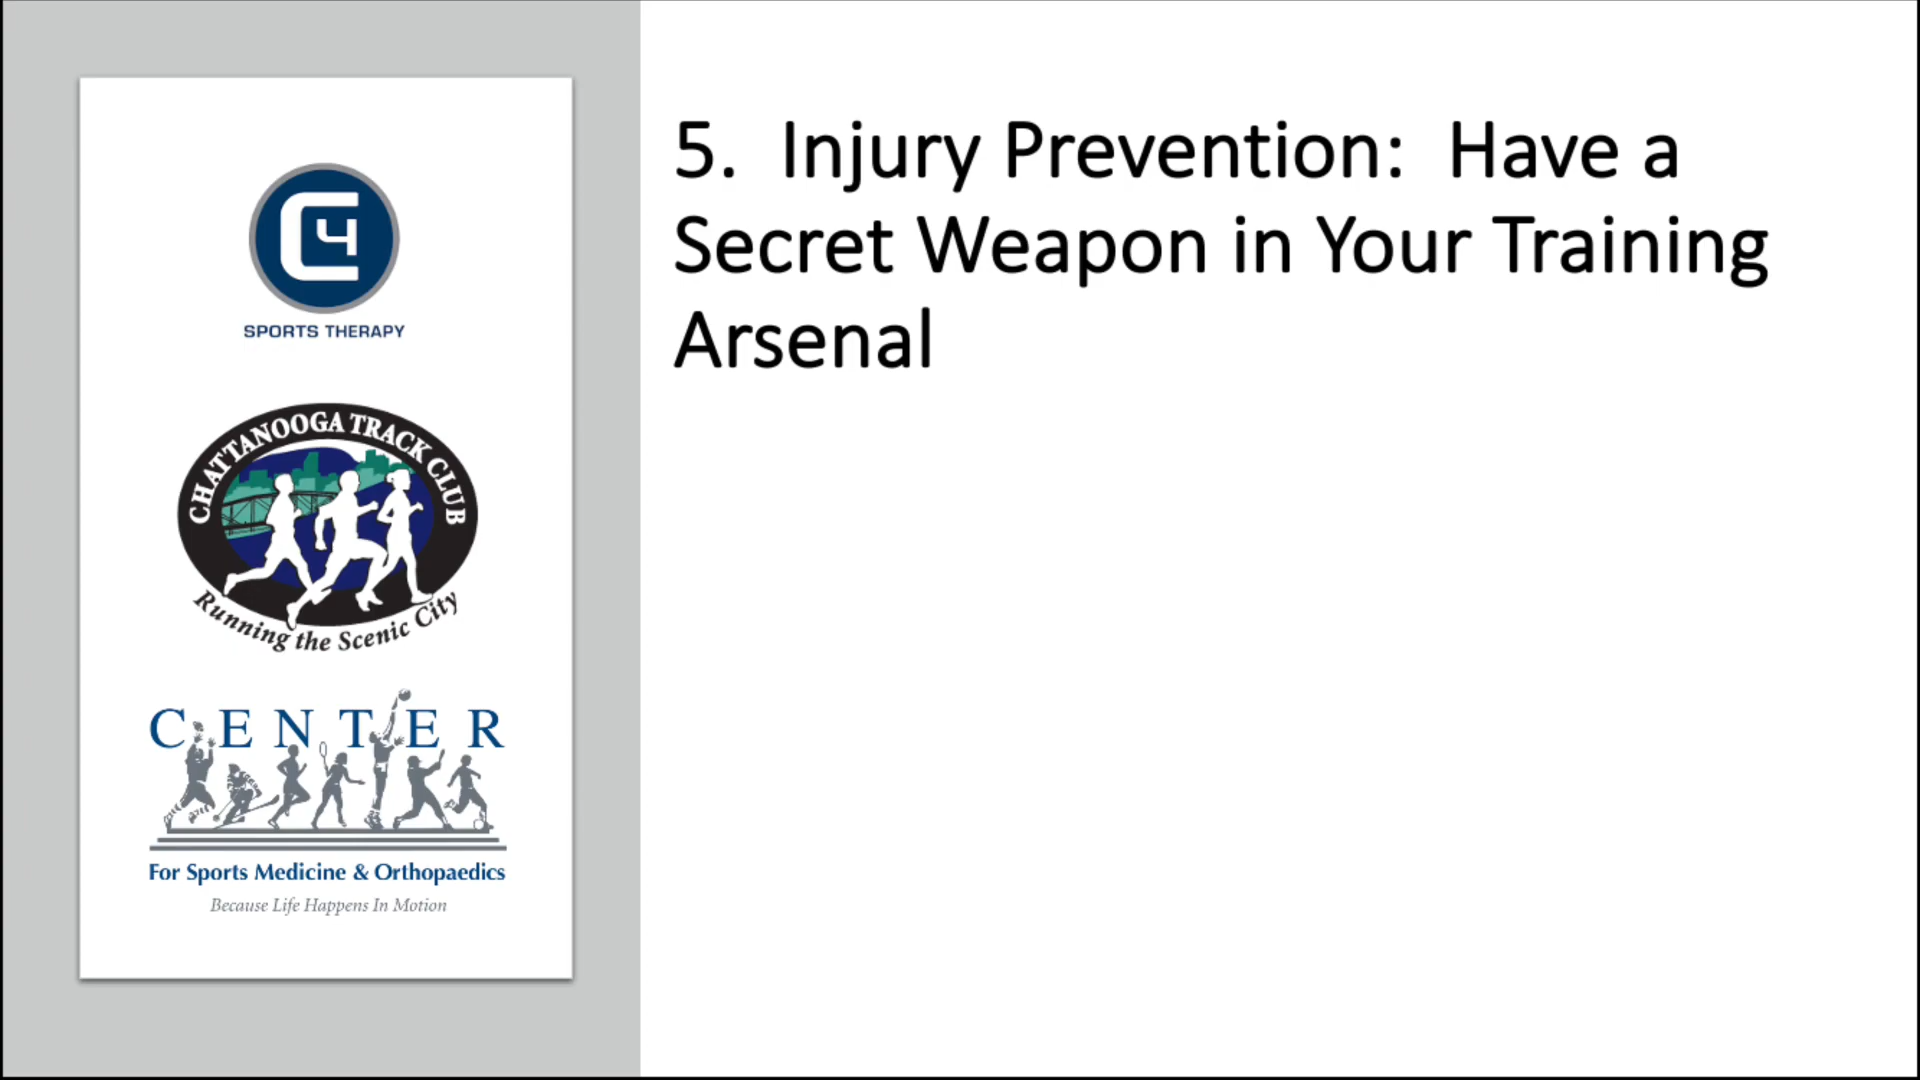 C4
SPORTS THERAPY
CHATTANOOGA TRACK CLUB
Running the Scenic City
CENTER
For Sports Medicine & Orthopaedics
Because Life Happens In Motion
5. Injury Prevention: Have a
Secret Weapon in Your Training
Arsenal